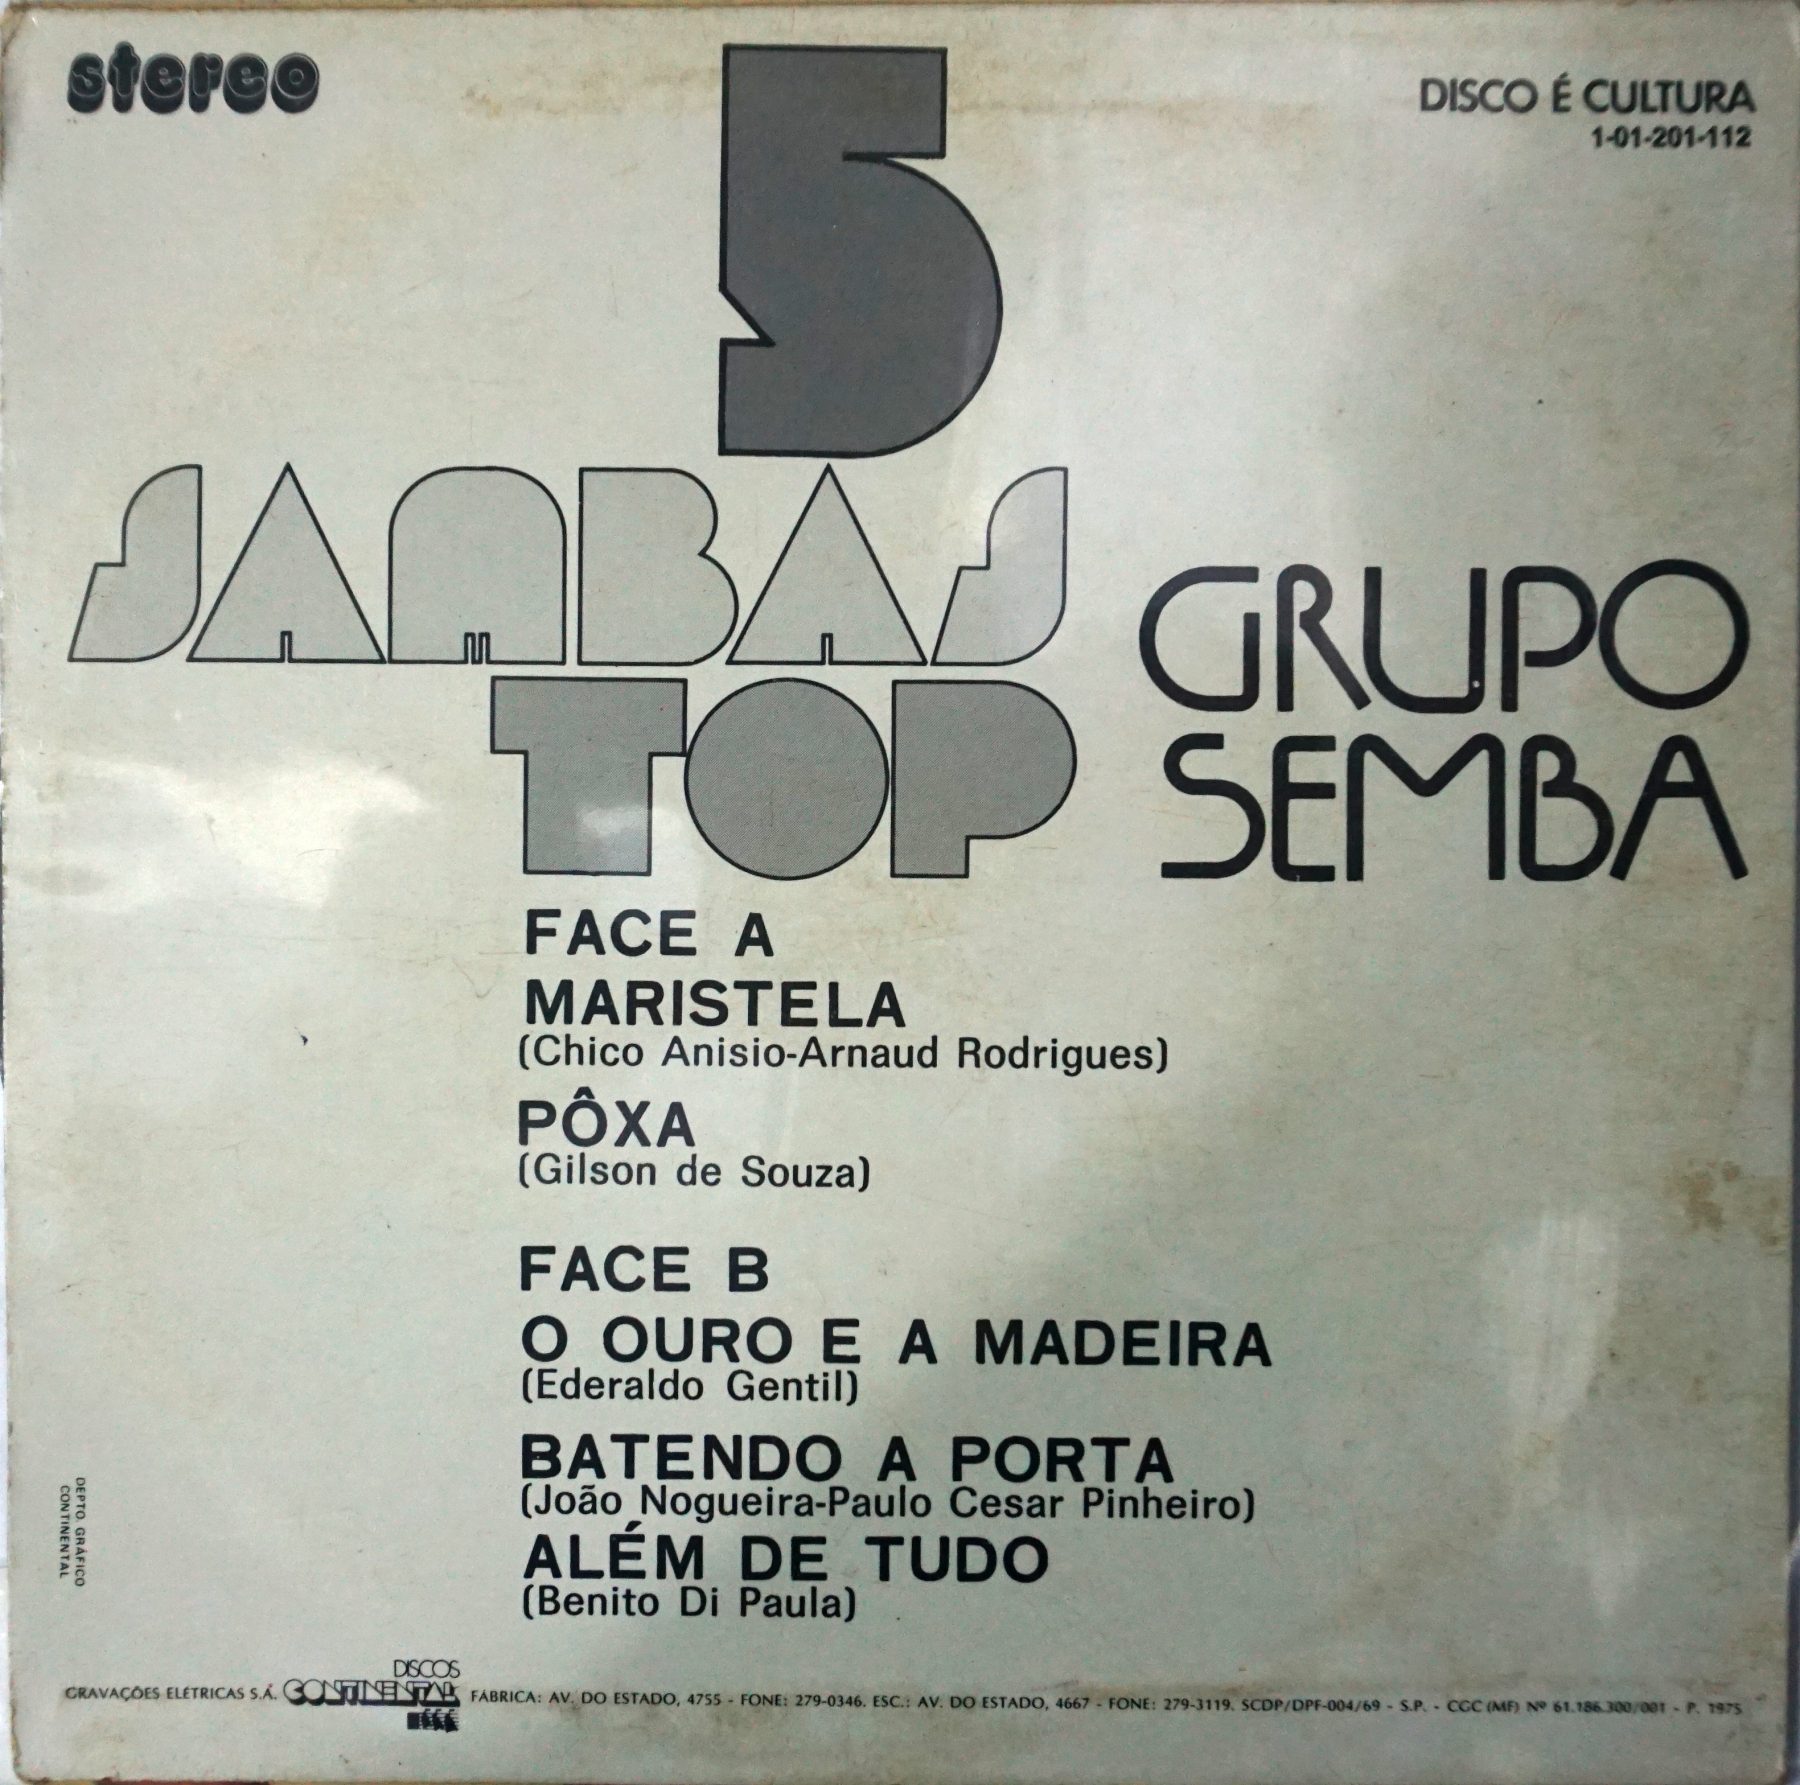 stereo
DISCO É CULTURA
1-01-201-112
5
SAMBAS
TOP
GRUPO
SEMBA
FACE A
MARISTELA
(Chico Anisio-Arnaud Rodrigues)
PÔXA
(Gilson de Souza)
FACE B
O OURO E A MADEIRA
(Ederaldo Gentil)
BATENDO A PORTA
(João Nogueira-Paulo Cesar Pinheiro)
ALÉM DE TUDO
(Benito Di Paula)
DEPTO. GRÁFICO
CONTINENTAL
GRAVAÇÕES ELÉTRICAS S.A. DISCOS CONTINENTAL FÁBRICA: AV. DO ESTADO, 4755 - FONE: 279-0346. ESC.: AV. DO ESTADO, 4667 - FONE: 279-3119. SCDP/DPF-004/69 - S.P. - CGC (MF) Nº 61.186.300/001 - P. 1975